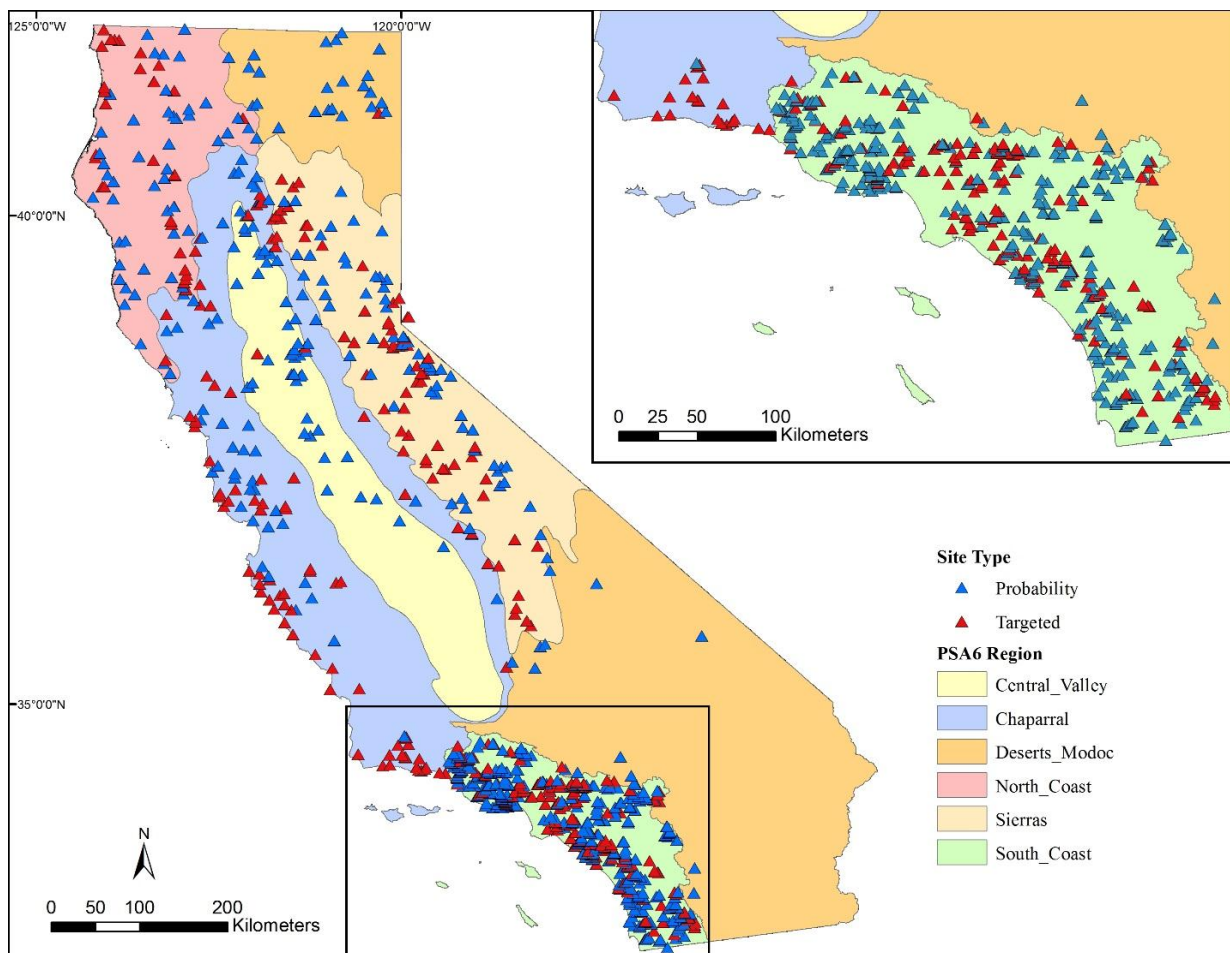 125°0'0"W
120°0'0"W
40°0'0"N
35°0'0"N
0 25 50 100
Kilometers
Site Type
Probability
Targeted
PSA6 Region
Central_Valley
Chaparral
Deserts_Modoc
North_Coast
Sierras
South_Coast
N
0 50 100 200
Kilometers